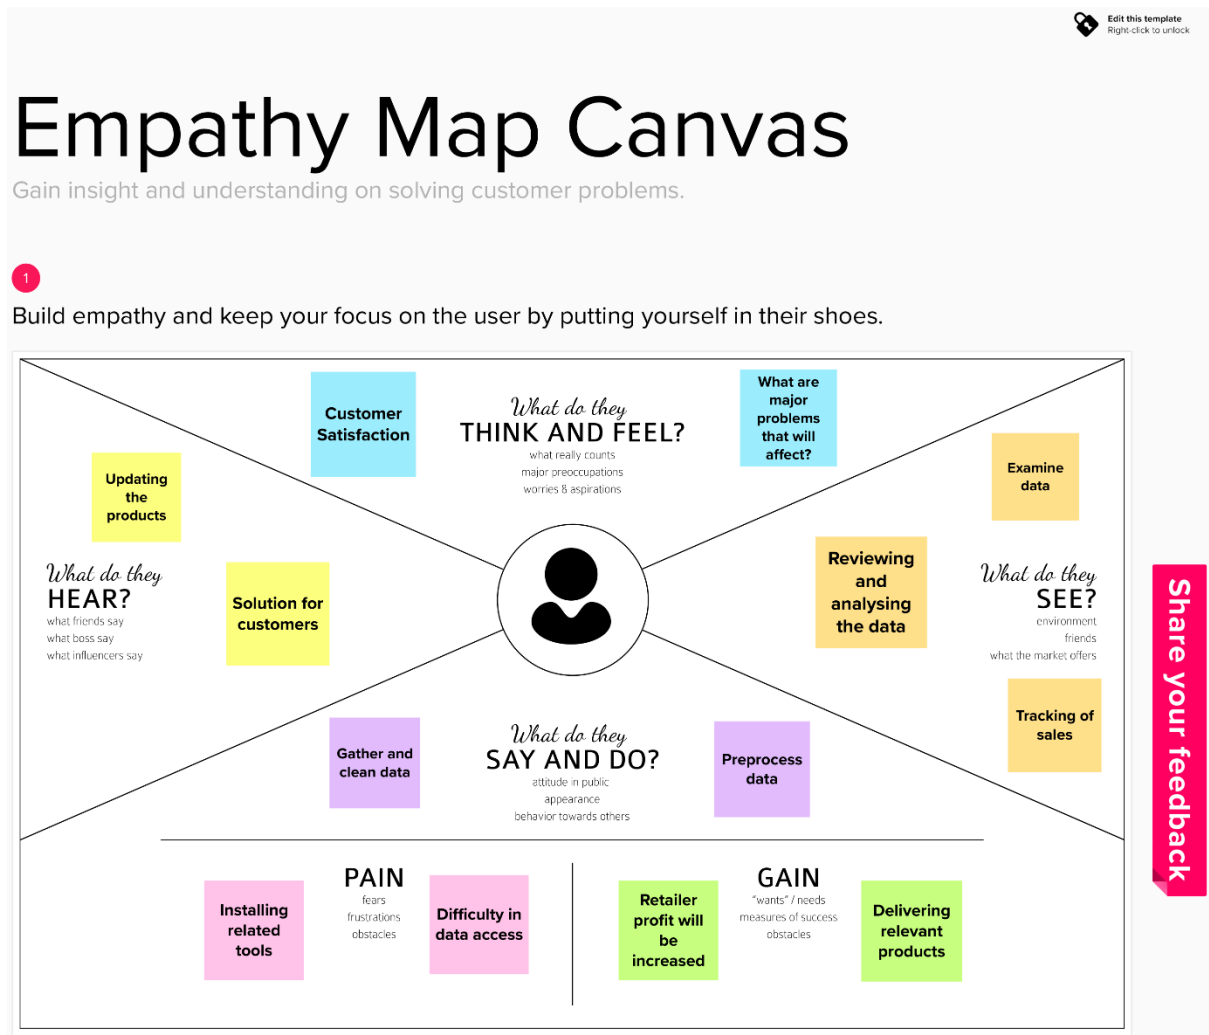 Edit this template
Right-click to unlock
Empathy Map Canvas
Gain insight and understanding on solving customer problems.
1
Build empathy and keep your focus on the user by putting yourself in their shoes.
Customer
Satisfaction
What do they
THINK AND FEEL?
what really counts
major preoccupations
worries & aspirations
What are
major
problems
that will
affect?
Updating
the
products
What do they
HEAR?
what friends say
what boss say
what influencers say
Solution for
customers
Examine
data
Reviewing
and
analysing
the data
What do they
SEE?
environment
friends
what the market offers
Tracking of
sales
Share your feedback
Gather and
clean data
What do they
SAY AND DO?
attitude in public
appearance
behavior towards others
Preprocess
data
Installing
related
tools
PAIN
fears
frustrations
obstacles
Difficulty in
data access
Retailer
profit will
be
increased
GAIN
"wants" / needs
measures of success
obstacles
Delivering
relevant
products